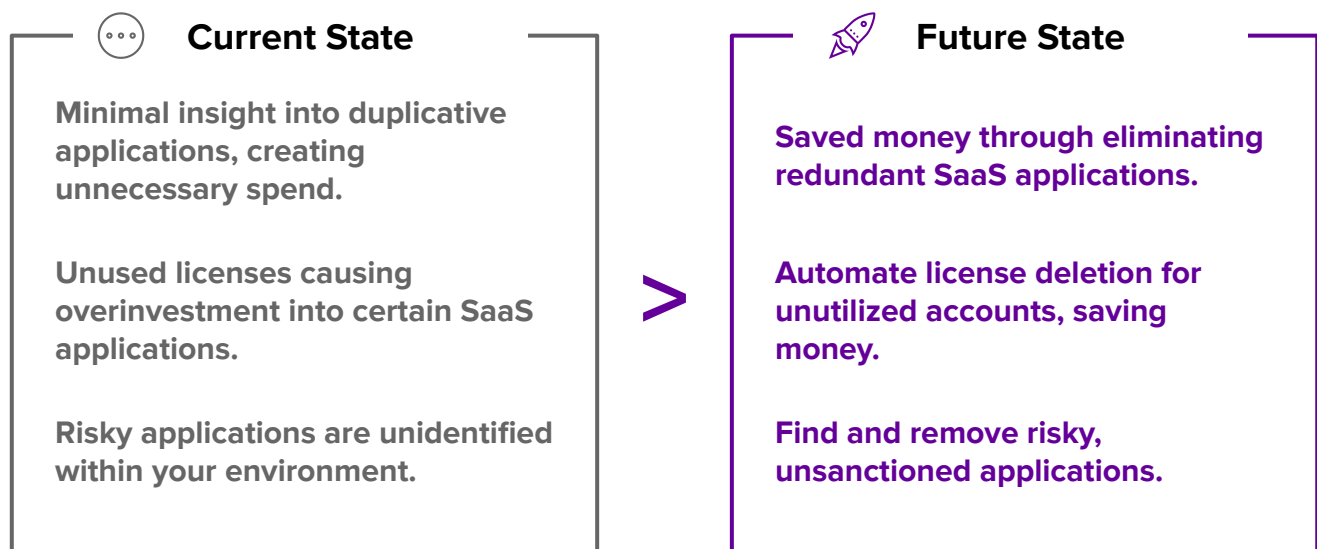 Current State
Minimal insight into duplicative
applications, creating
unnecessary spend.
Unused licenses causing
overinvestment into certain SaaS
applications.
Risky applications are unidentified
within your environment.
>
Future State
Saved money through eliminating
redundant SaaS applications.
Automate license deletion for
unutilized accounts, saving
money.
Find and remove risky,
unsanctioned applications.